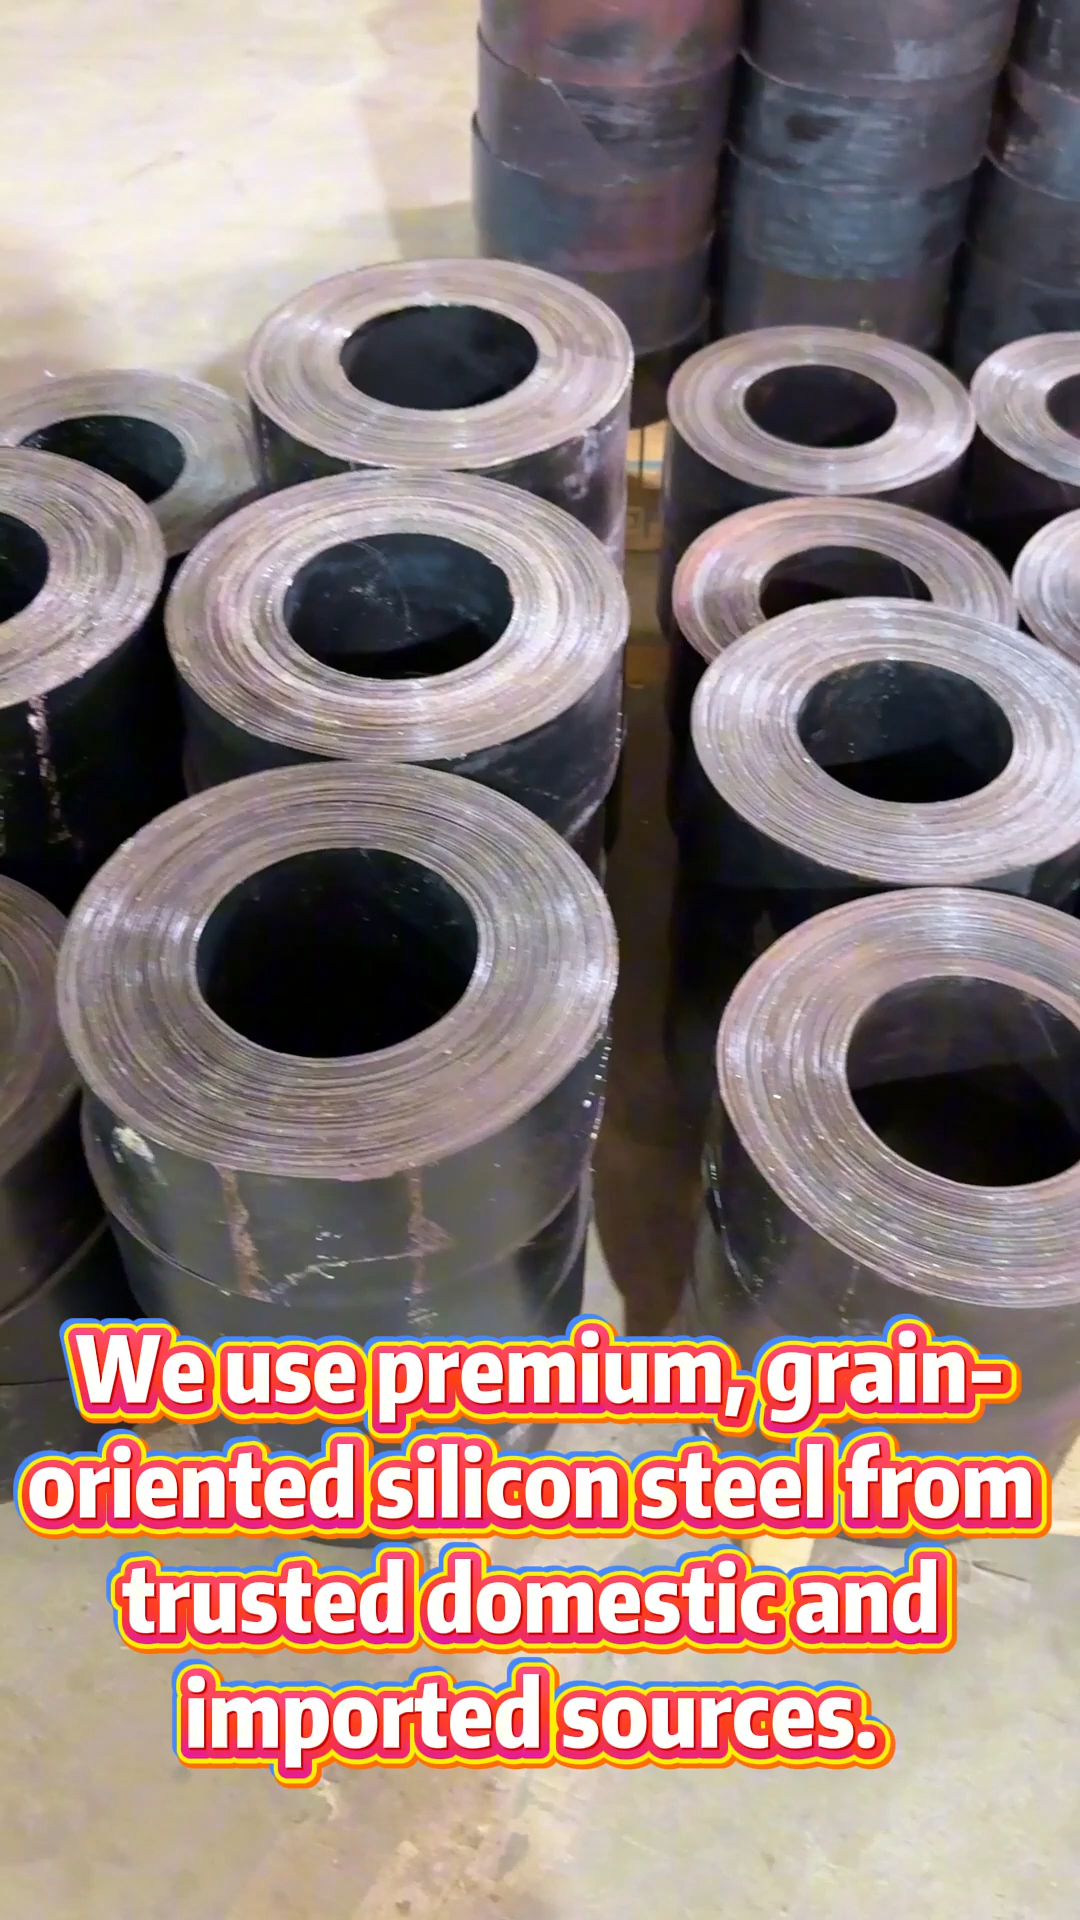 We use premium, grain-
oriented silicon steel from
trusted domestic and
imported sources.